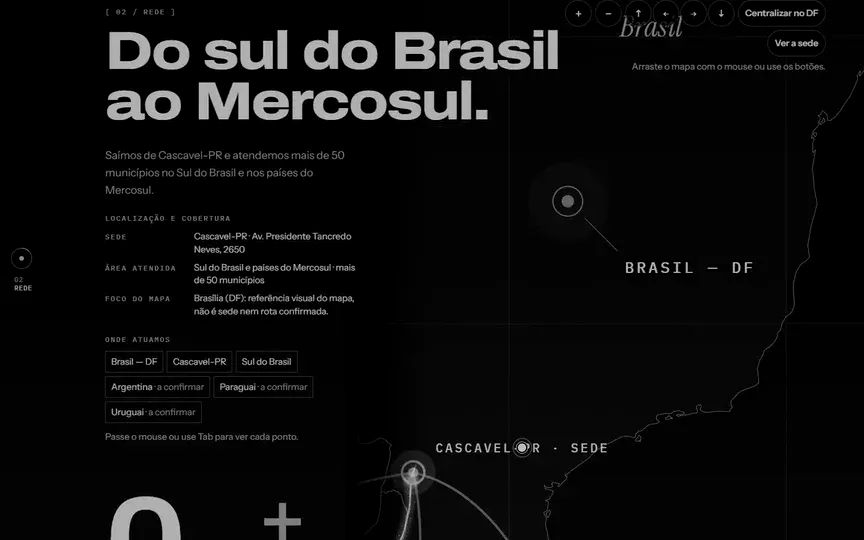 [ 02 / REDE ]
Do sul do Brasil
ao Mercosul.
Saímos de Cascavel-PR e atendemos mais de 50
municípios no Sul do Brasil e nos países do
Mercosul.
LOCALIZAÇÃO E COBERTURA
SEDE
Cascavel-PR · Av. Presidente Tancredo
Neves, 2650
ÁREA ATENDIDA
Sul do Brasil e países do Mercosul · mais
de 50 municípios
FOCO DO MAPA
Brasília (DF): referência visual do mapa,
não é sede nem rota confirmada.
ONDE ATUAMOS
Brasil — DF
Cascavel-PR
Sul do Brasil
Argentina · a confirmar
Paraguai · a confirmar
Uruguai · a confirmar
Passe o mouse ou use Tab para ver cada ponto.
0 +
02
REDE
+ − ↑ ← → ↓ Centralizar no DF
Ver a sede
Arraste o mapa com o mouse ou use os botões.
Brasil
BRASIL — DF
CASCAVEL R · SEDE